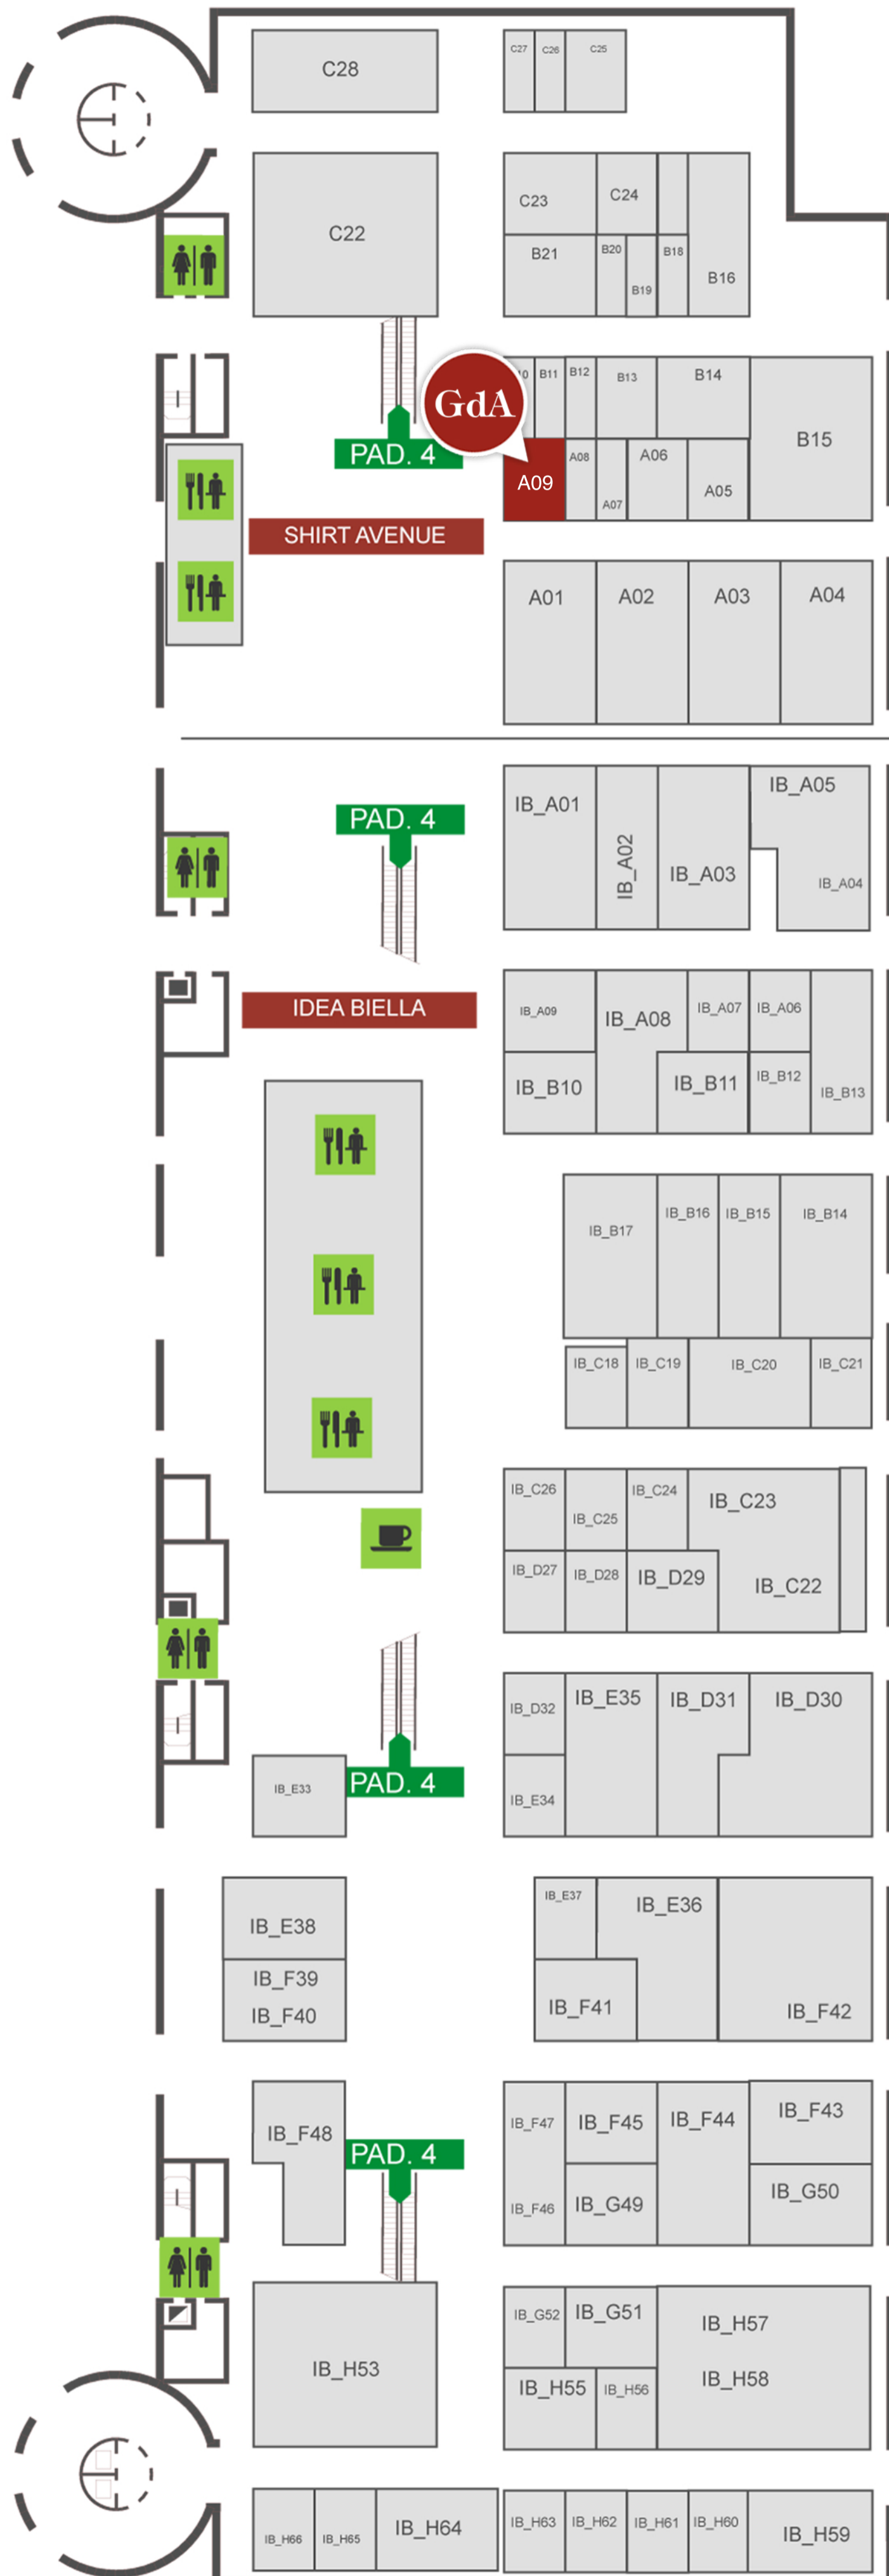 C28
C27 C26 C25
C22
C23 C24
B21 B20 B19 B18 B16
GdA
B11 B12 B13 B14 B15
PAD. 4
A09 A08 A07 A06 A05
SHIRT AVENUE
A01 A02 A03 A04
IB_A01 IB_A02 IB_A03 IB_A05
IB_A04
PAD. 4
IDEA BIELLA
IB_A09 IB_A08 IB_A07 IB_A06
IB_B10 IB_B11 IB_B12 IB_B13
IB_B17 IB_B16 IB_B15 IB_B14
IB_C18 IB_C19 IB_C20 IB_C21
IB_C26 IB_C25 IB_C24 IB_C23
IB_D27 IB_D28 IB_D29 IB_C22
IB_D32 IB_E35 IB_D31 IB_D30
IB_E33
PAD. 4
IB_E34
IB_E38
IB_E37 IB_E36
IB_F39
IB_F40
IB_F41 IB_F42
IB_F48
PAD. 4
IB_F47 IB_F45 IB_F44 IB_F43
IB_F46 IB_G49 IB_G50
IB_H53
IB_G52 IB_G51 IB_H57
IB_H55 IB_H56 IB_H58
IB_H66 IB_H65 IB_H64
IB_H63 IB_H62 IB_H61 IB_H60 IB_H59